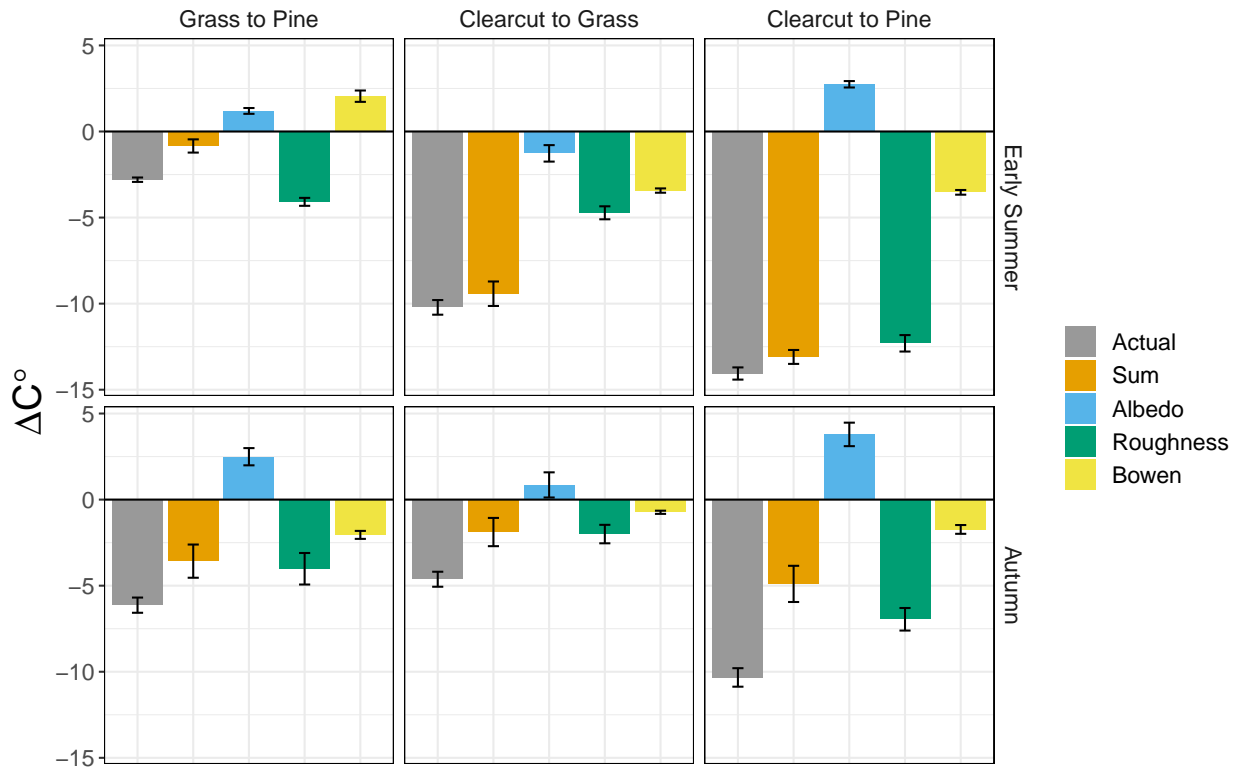 Grass to Pine
Clearcut to Grass
Clearcut to Pine
5
0
−5
−10
−15
Early Summer
5
0
−5
−10
−15
Autumn
ΔC°
Actual
Sum
Albedo
Roughness
Bowen